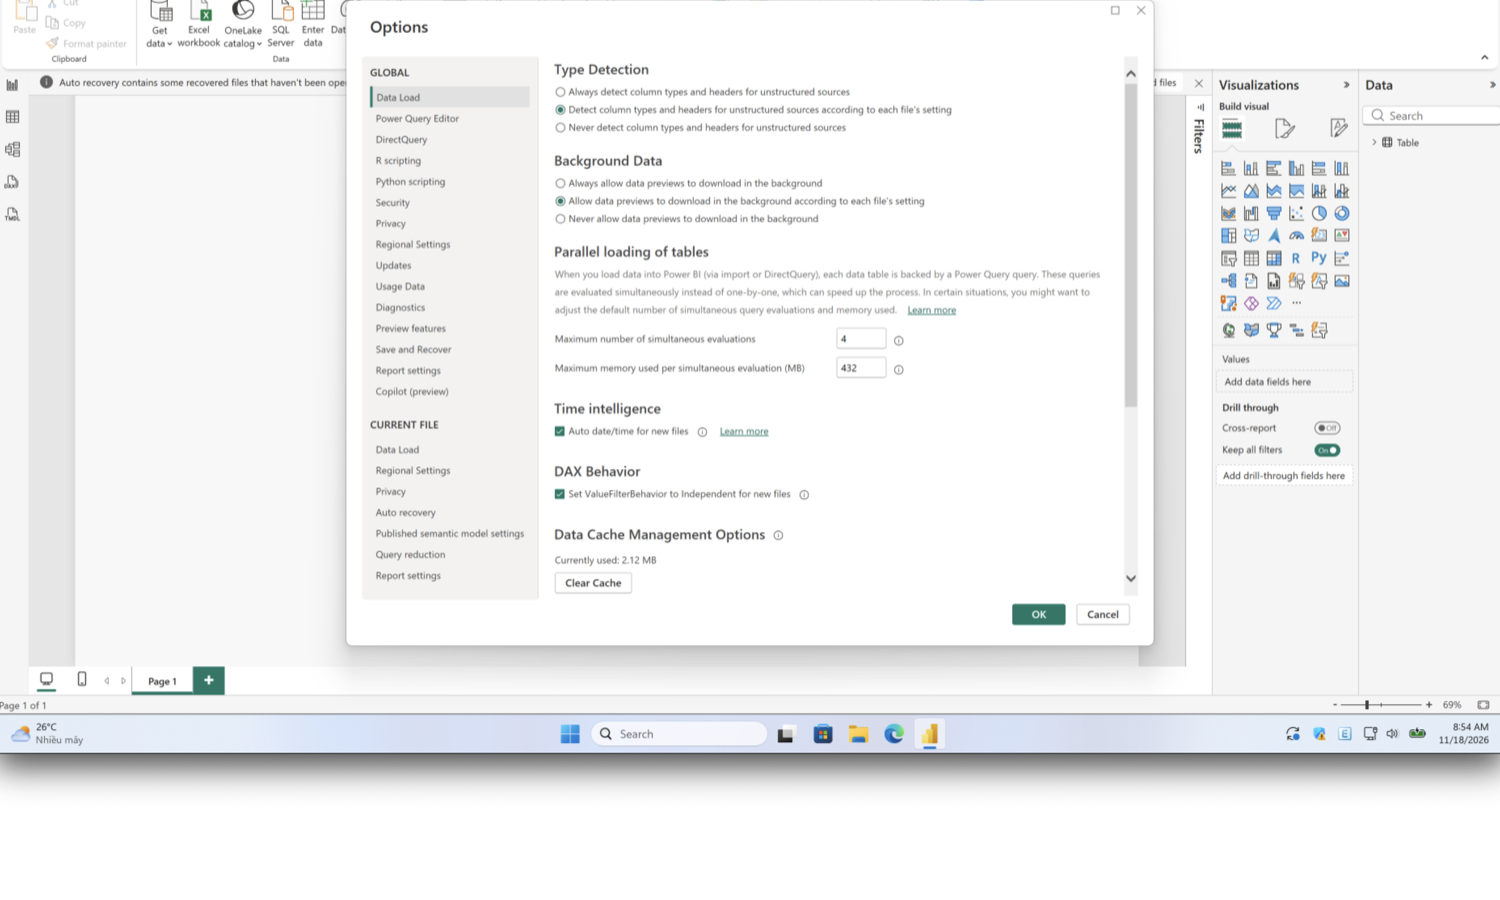 Cut
Paste
Copy
Format painter
Clipboard
Get data
Excel workbook
OneLake catalog
SQL Server
Enter data
Data
Auto recovery contains some recovered files that haven't been ope
d files
Options
GLOBAL
Data Load
Power Query Editor
DirectQuery
R scripting
Python scripting
Security
Privacy
Regional Settings
Updates
Usage Data
Diagnostics
Preview features
Save and Recover
Report settings
Copilot (preview)
CURRENT FILE
Data Load
Regional Settings
Privacy
Auto recovery
Published semantic model settings
Query reduction
Report settings
Type Detection
Always detect column types and headers for unstructured sources
Detect column types and headers for unstructured sources according to each file's setting
Never detect column types and headers for unstructured sources
Background Data
Always allow data previews to download in the background
Allow data previews to download in the background according to each file's setting
Never allow data previews to download in the background
Parallel loading of tables
When you load data into Power BI (via import or DirectQuery), each data table is backed by a Power Query query. These queries
are evaluated simultaneously instead of one-by-one, which can speed up the process. In certain situations, you might want to
adjust the default number of simultaneous query evaluations and memory used. Learn more
Maximum number of simultaneous evaluations 4
Maximum memory used per simultaneous evaluation (MB) 432
Time intelligence
Auto date/time for new files Learn more
DAX Behavior
Set ValueFilterBehavior to Independent for new files
Data Cache Management Options
Currently used: 2.12 MB
Clear Cache
OK
Cancel
Filters
Visualizations
Build visual
R
Py
Values
Add data fields here
Drill through
Cross-report Off
Keep all filters On
Add drill-through fields here
Data
Search
Table
Page 1
Page 1 of 1
69%
26°C
Nhiều mây
Search
8:54 AM
11/18/2026